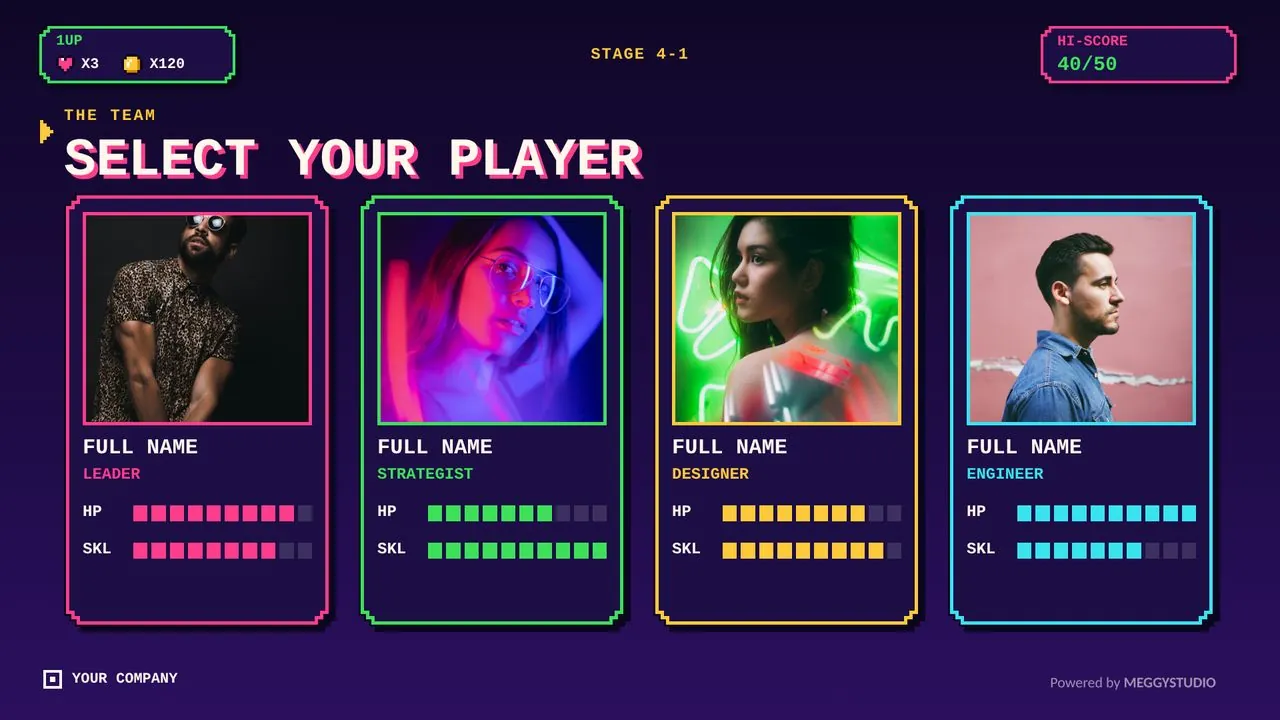 1UP
X3 X120
STAGE 4-1
HI-SCORE
40/50
THE TEAM
SELECT YOUR PLAYER
FULL NAME
LEADER
HP
SKL
FULL NAME
STRATEGIST
HP
SKL
FULL NAME
DESIGNER
HP
SKL
FULL NAME
ENGINEER
HP
SKL
YOUR COMPANY
Powered by MEGGYSTUDIO